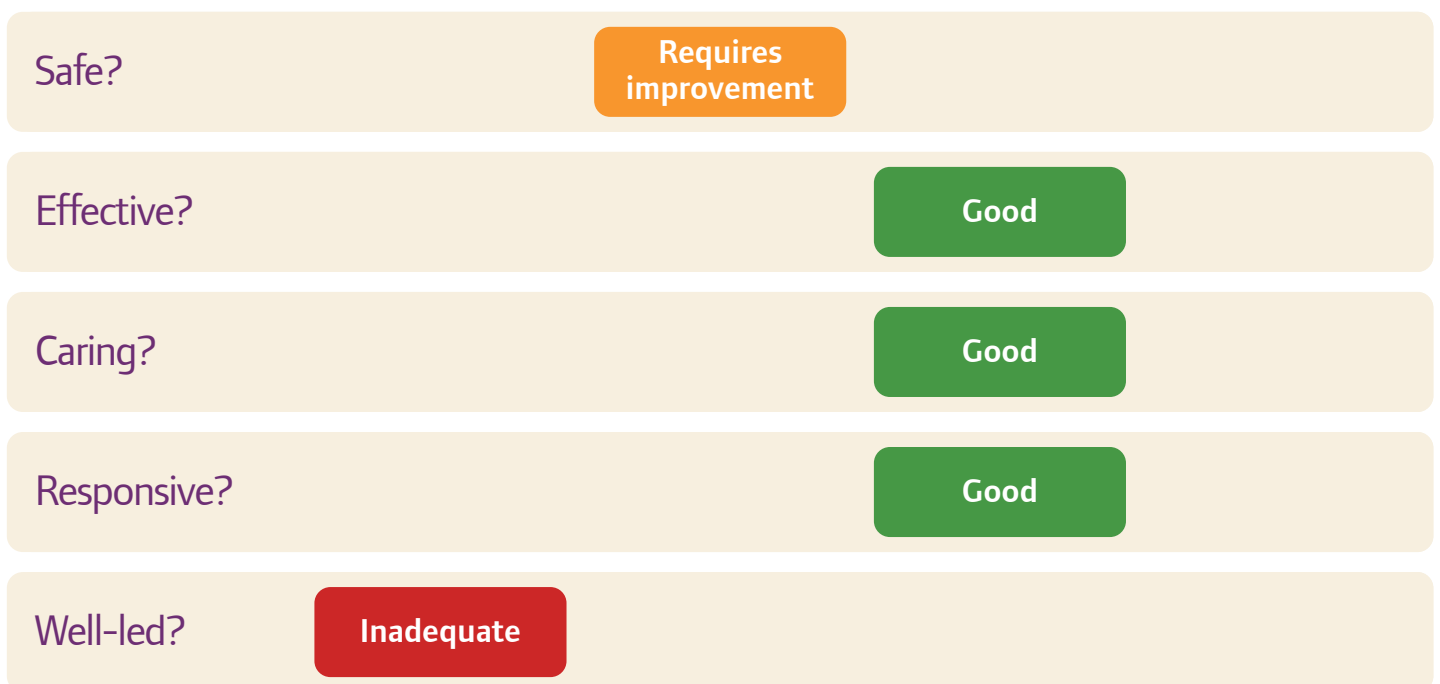 Safe?
Requires
improvement
Effective?
Good
Caring?
Good
Responsive?
Good
Well-led?
Inadequate